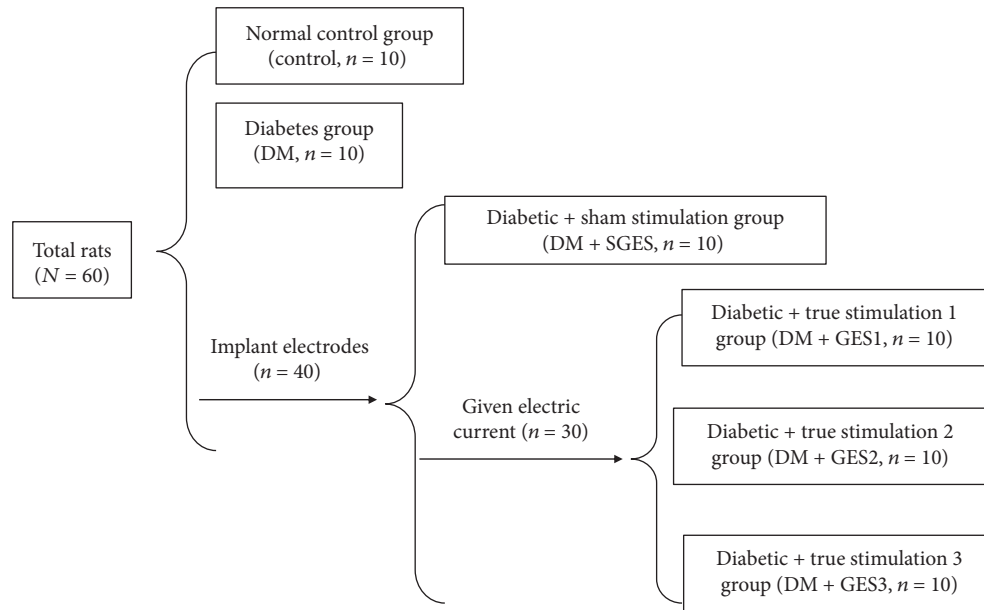 Normal control group
(control, n = 10)
Diabetes group
(DM, n = 10)
Total rats
(N = 60)
Implant electrodes
(n = 40)
Diabetic + sham stimulation group
(DM + SGES, n = 10)
Given electric
current (n = 30)
Diabetic + true stimulation 1
group (DM + GES1, n = 10)
Diabetic + true stimulation 2
group (DM + GES2, n = 10)
Diabetic + true stimulation 3
group (DM + GES3, n = 10)